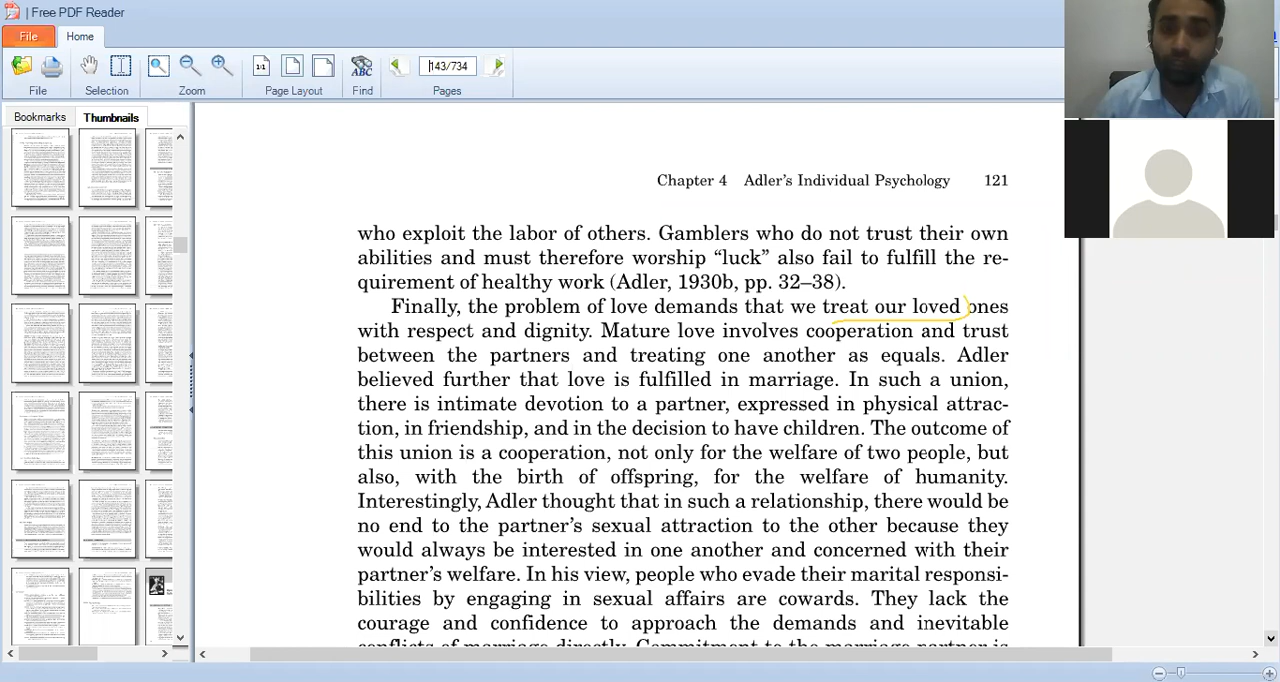 | Free PDF Reader
File
Home
143/734
File
Selection
Zoom
Page Layout
Find
Pages
Bookmarks
Thumbnails
Chapter 4 Adler's Individual Psychology 121
who exploit the labor of others. Gamblers who do not trust their own
abilities and must therefore worship “luck” also fail to fulfill the re-
quirement of healthy work (Adler, 1930b, pp. 32–38).
Finally, the problem of love demands that we treat our loved ones
with respect and dignity. Mature love involves cooperation and trust
between the partners and treating one another as equals. Adler
believed further that love is fulfilled in marriage. In such a union,
there is intimate devotion to a partner expressed in physical attrac-
tion, in friendship, and in the decision to have children. The outcome of
this union is a cooperation, not only for the welfare of two people, but
also, with the birth of offspring, for the welfare of humanity.
Interestingly, Adler thought that in such a relationship, there would be
no end to the partner's sexual attraction to the other because they
would always be interested in one another and concerned with their
partner's welfare. In his view, people who evade their marital responsi-
bilities by engaging in sexual affairs are cowards. They lack the
courage and confidence to approach the demands and inevitable
conflicts of marriage directly. Commitment to the marriage partner is